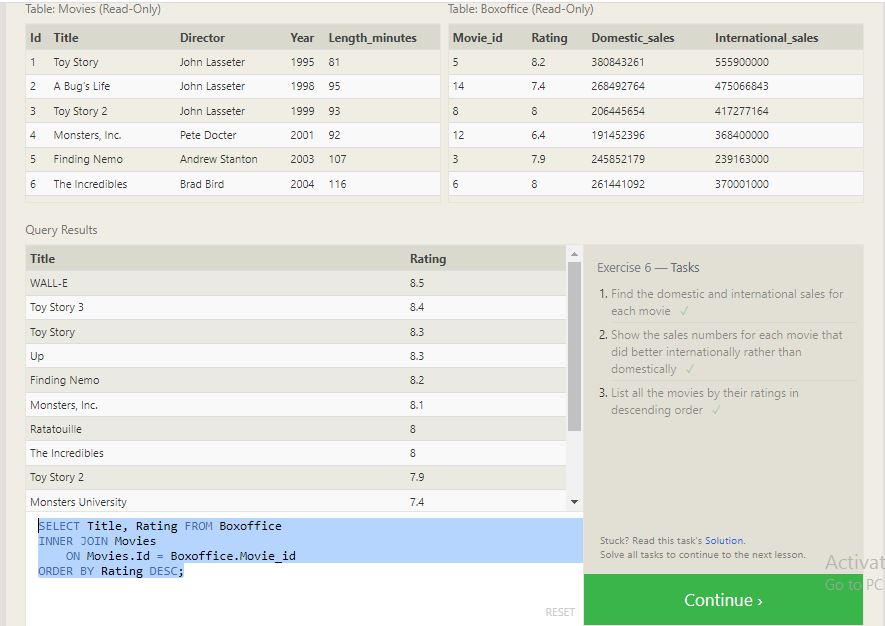 Table: Movies (Read-Only)
Id Title Director Year Length_minutes
1 Toy Story John Lasseter 1995 81
2 A Bug's Life John Lasseter 1998 95
3 Toy Story 2 John Lasseter 1999 93
4 Monsters, Inc. Pete Docter 2001 92
5 Finding Nemo Andrew Stanton 2003 107
6 The Incredibles Brad Bird 2004 116
Table: Boxoffice (Read-Only)
Movie_id Rating Domestic_sales International_sales
5 8.2 380843261 555900000
14 7.4 268492764 475066843
8 8 206445654 417277164
12 6.4 191452396 368400000
3 7.9 245852179 239163000
6 8 261441092 370001000
Query Results
Title Rating
WALL-E 8.5
Toy Story 3 8.4
Toy Story 8.3
Up 8.3
Finding Nemo 8.2
Monsters, Inc. 8.1
Ratatouille 8
The Incredibles 8
Toy Story 2 7.9
Monsters University 7.4
SELECT Title, Rating FROM Boxoffice
INNER JOIN Movies
ON Movies.Id = Boxoffice.Movie_id
ORDER BY Rating DESC;
RESET
Exercise 6 — Tasks
1. Find the domestic and international sales for
each movie ✓
2. Show the sales numbers for each movie that
did better internationally rather than
domestically ✓
3. List all the movies by their ratings in
descending order ✓
Stuck? Read this task's Solution.
Solve all tasks to continue to the next lesson.
Activat
Go to PC
Continue ›